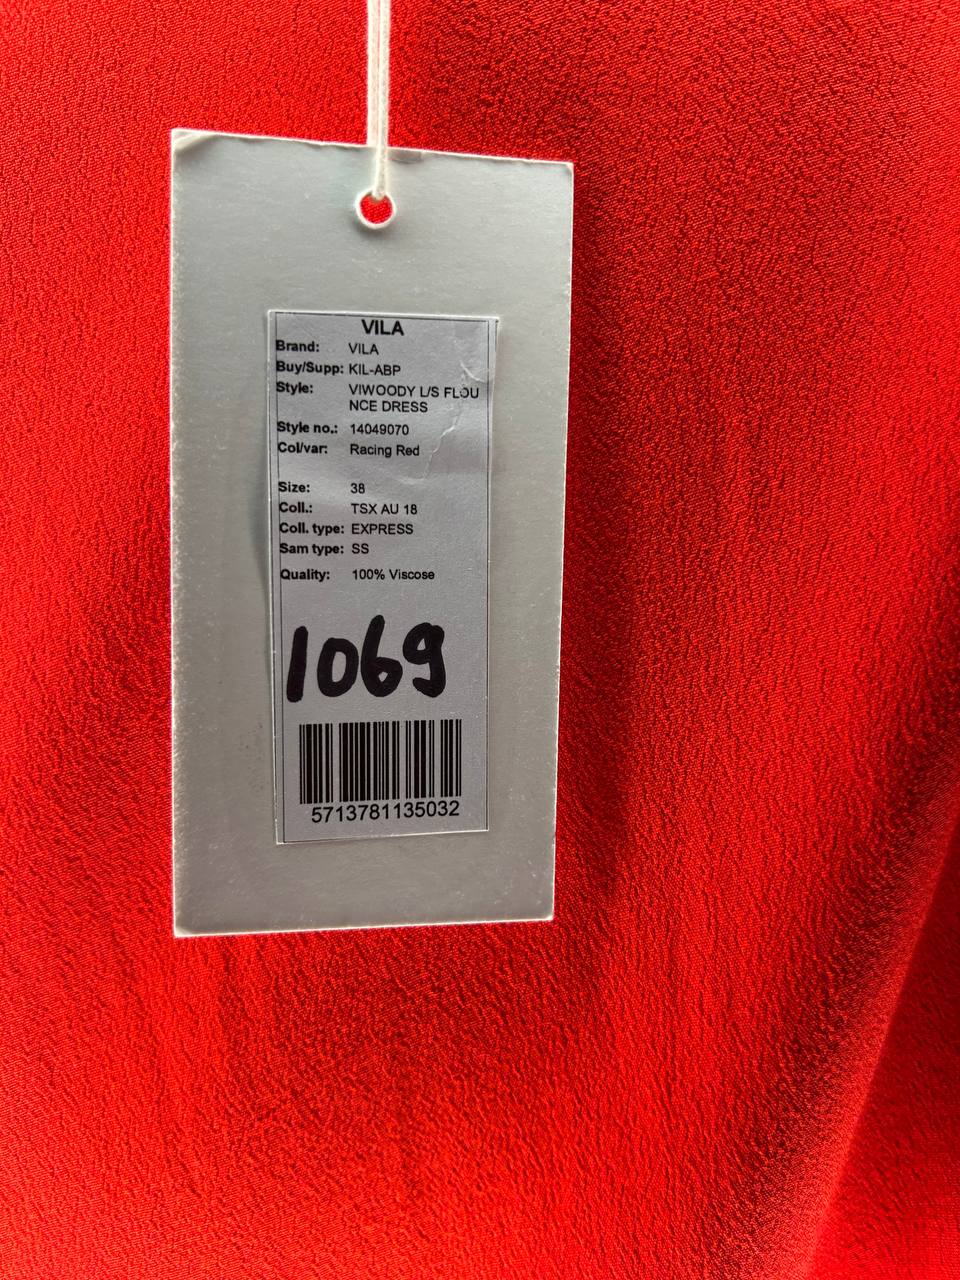 VILA
Brand: VILA
Buy/Supp: KIL-ABP
Style: VIWOODY L/S FLOU
NCE DRESS
Style no.: 14049070
Col/var: Racing Red
Size: 38
Coll.: TSX AU 18
Coll. type: EXPRESS
Sam type: SS
Quality: 100% Viscose
1069
5713781135032